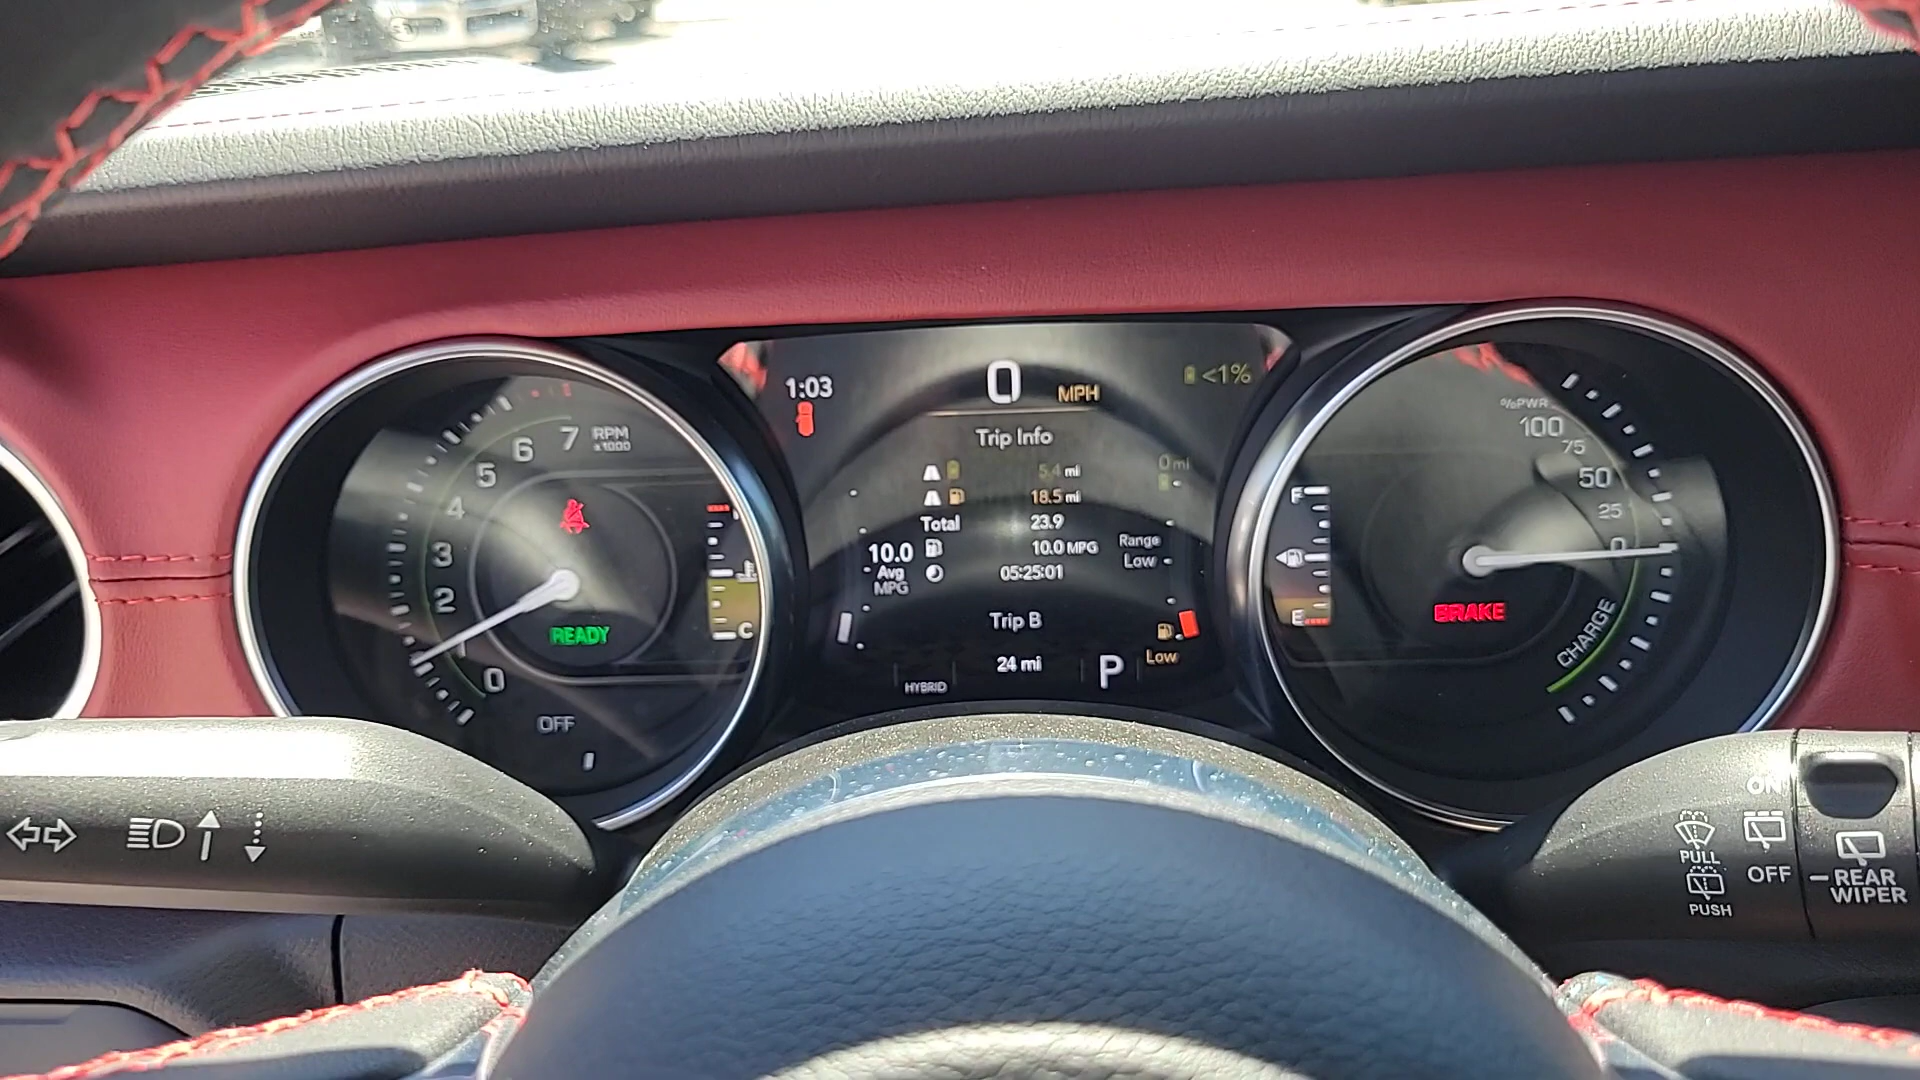 1:03
0 MPH
<1%
Trip Info
5.4 mi
0 mi
18.5 mi
Total 23.9
10.0 MPG
05:25:01
10.0
Avg
MPG
Range
Low
Trip B
24 mi
HYBRID
P
Low
7 RPM
x1000
6
5
4
3
2
1
0
OFF
READY
C
F
E
%PWR
100
75
50
25
0
BRAKE
CHARGE
ON
PULL
OFF
PUSH
REAR
WIPER